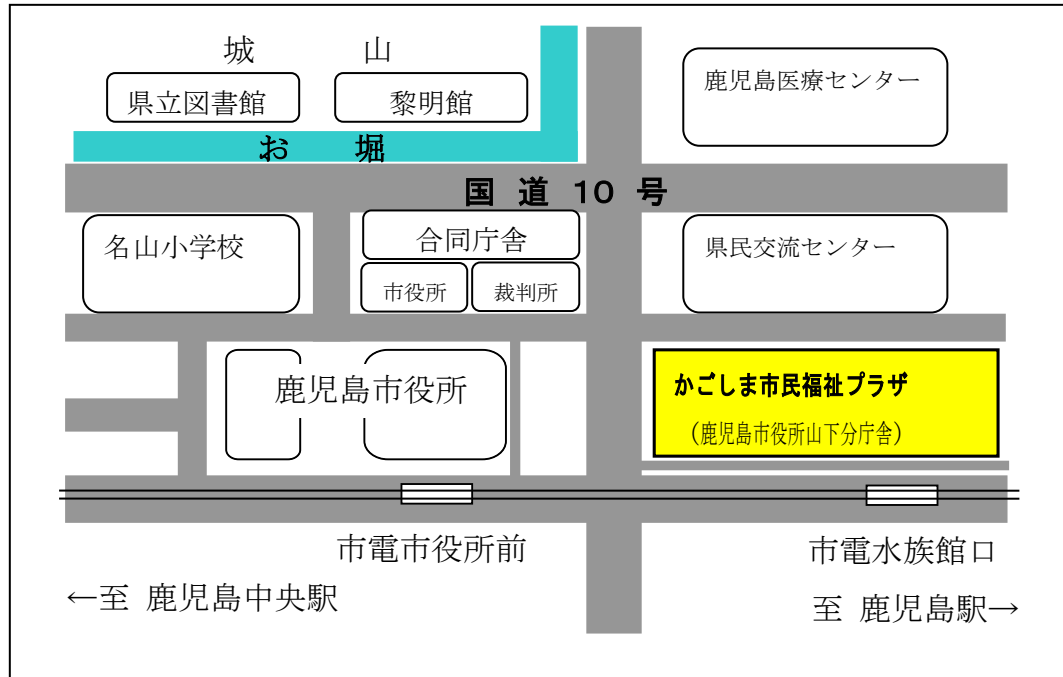 城　山
鹿児島医療センター
県立図書館
黎明館
お　堀
国 道 10 号
名山小学校
合同庁舎
県民交流センター
市役所
裁判所
鹿児島市役所
かごしま市民福祉プラザ
（鹿児島市役所山下分庁舎）
市電市役所前
市電水族館口
←至 鹿児島中央駅
至 鹿児島駅→